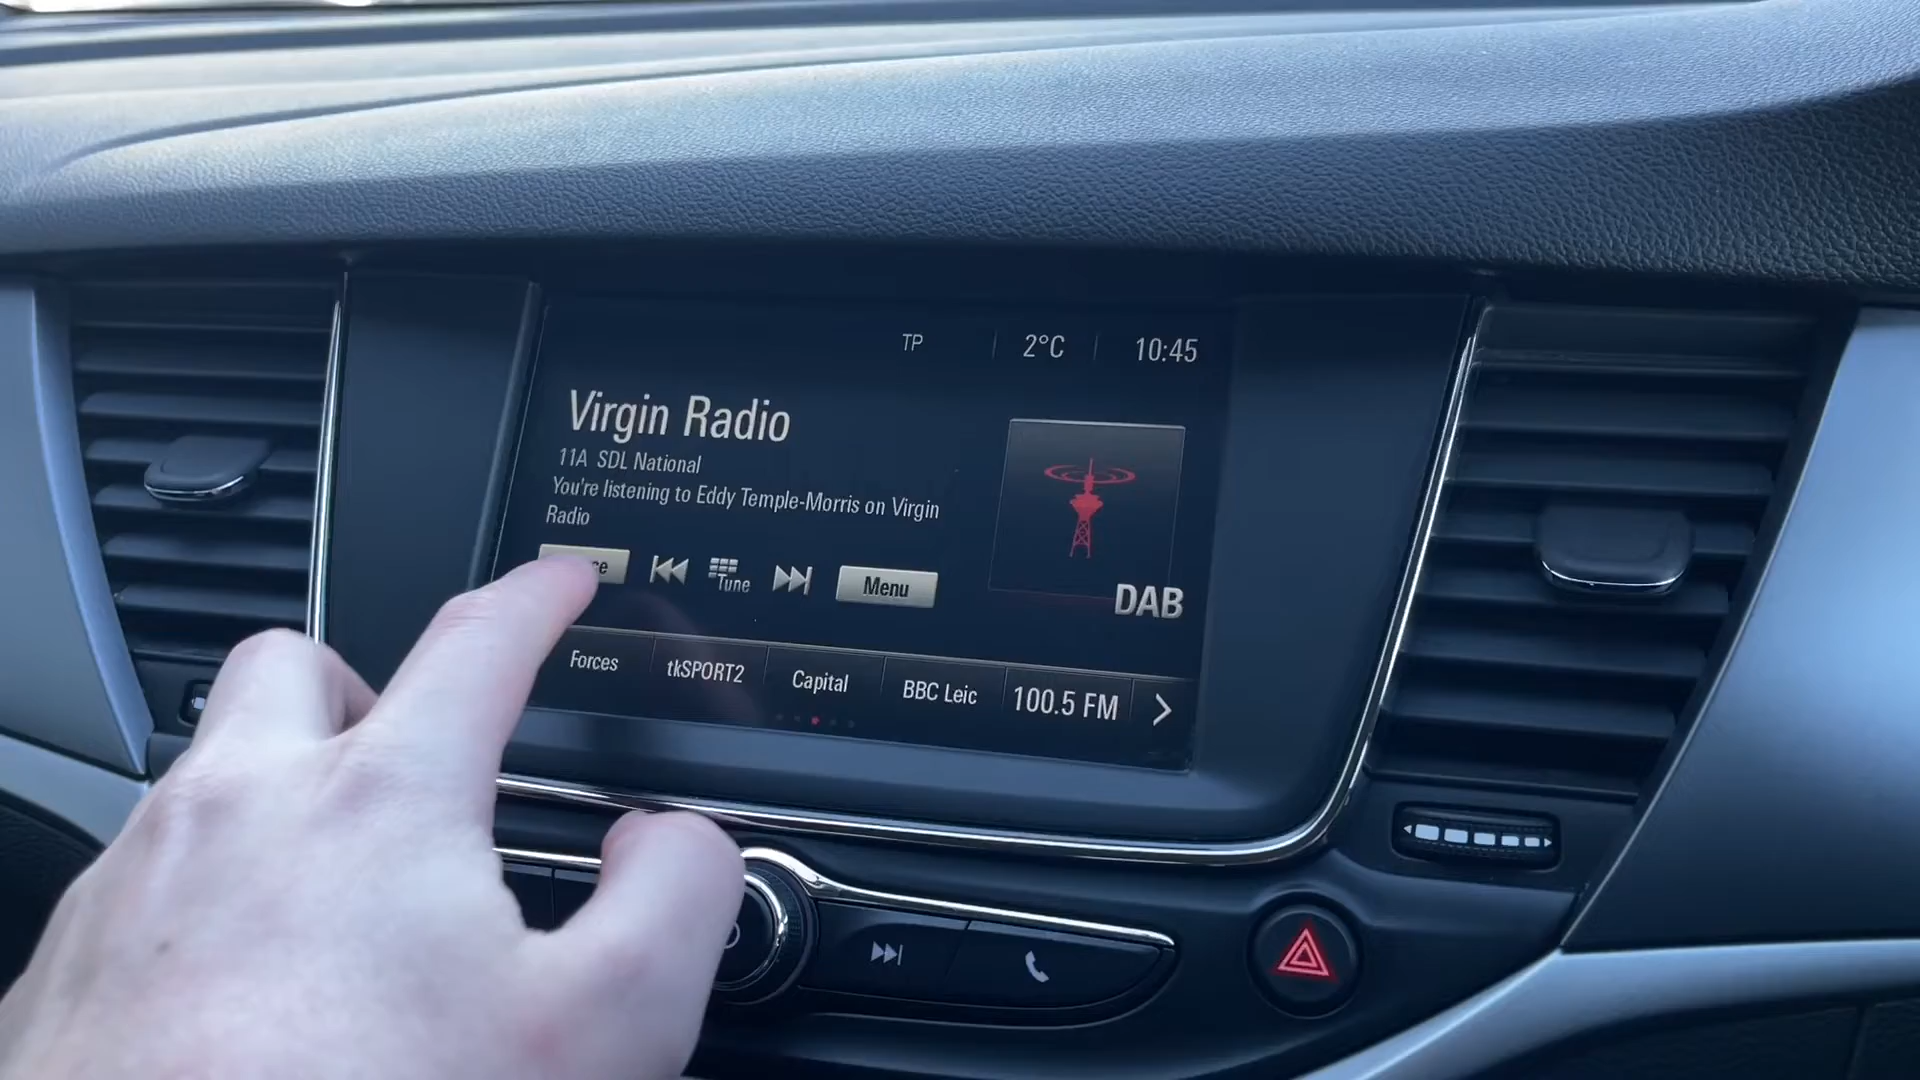 TP 2°C 10:45
Virgin Radio
11A SDL National
You're listening to Eddy Temple-Morris on Virgin
Radio
Tune Menu
DAB
Forces tkSPORT2 Capital BBC Leic 100.5 FM